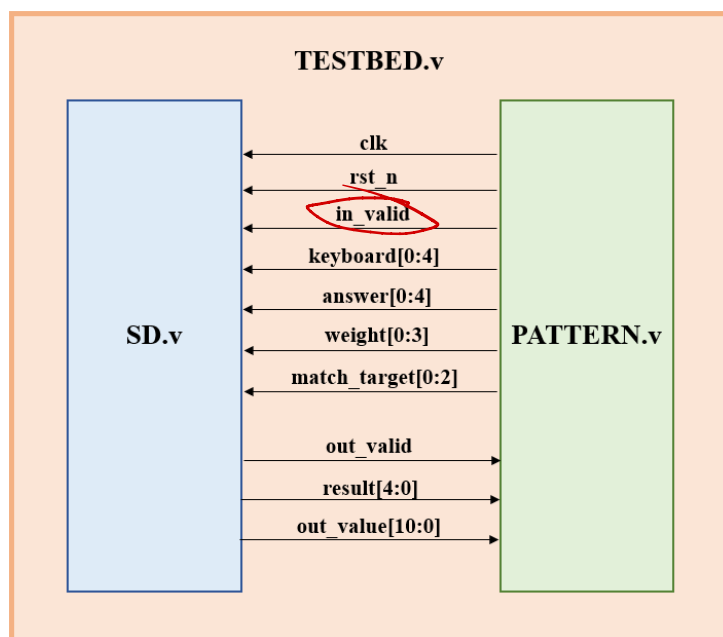 TESTBED.v
clk
rst_n
in_valid
keyboard[0:4]
answer[0:4]
SD.v
weight[0:3]
PATTERN.v
match_target[0:2]
out_valid
result[4:0]
out_value[10:0]